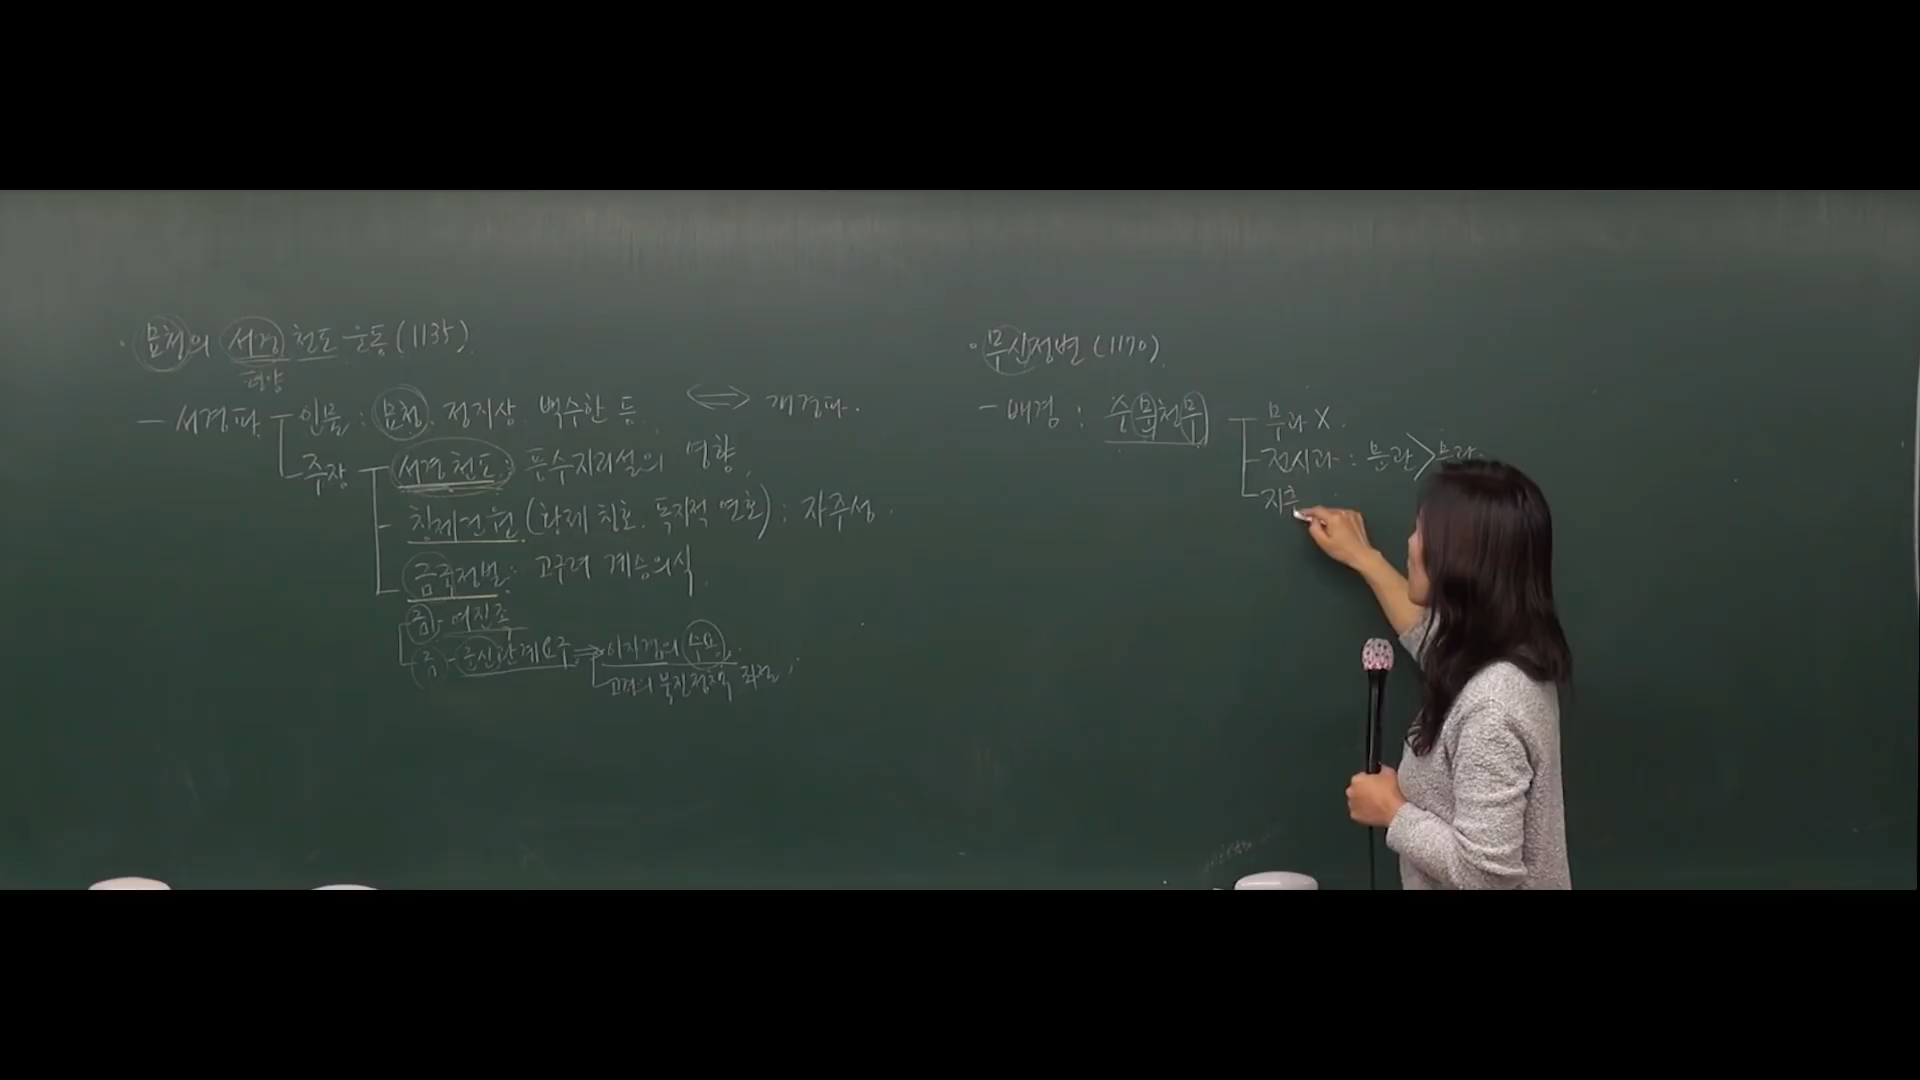 · 묘청의 서경 천도 운동 (1135).
평양
- 서경파 인물 : 묘청, 정지상, 백수한 등. ⟺ 개경파.
주장 서경 천도 : 풍수지리설의 영향.
- 칭제건원 (황제 칭호, 독자적 연호) : 자주성.
금국정벌 : 고구려 계승의식.
금 - 여진족
금 - 군신관계요구 ⇒ 이자겸의 수용.
고려의 북진정책 좌절.
· 무신정변 (1170).
- 배경 : 숭문천무 무과 X.
전시과 : 문관 > 무관
지휴